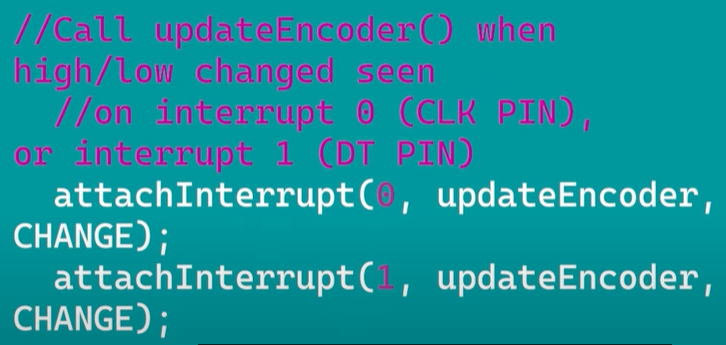 //Call updateEncoder() when
high/low changed seen
//on interrupt 0 (CLK PIN),
or interrupt 1 (DT PIN)
attachInterrupt(0, updateEncoder,
CHANGE);
attachInterrupt(1, updateEncoder,
CHANGE);